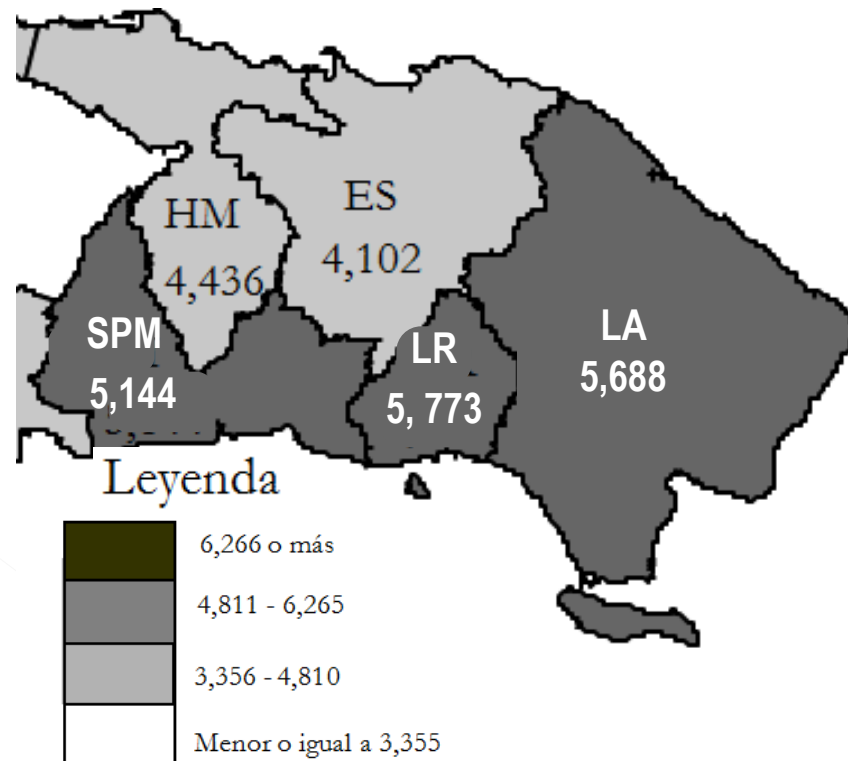 HM
4,436
ES
4,102
SPM
5,144
LR
5, 773
LA
5,688
Leyenda
6,266 o más
4,811 - 6,265
3,356 - 4,810
Menor o igual a 3,355